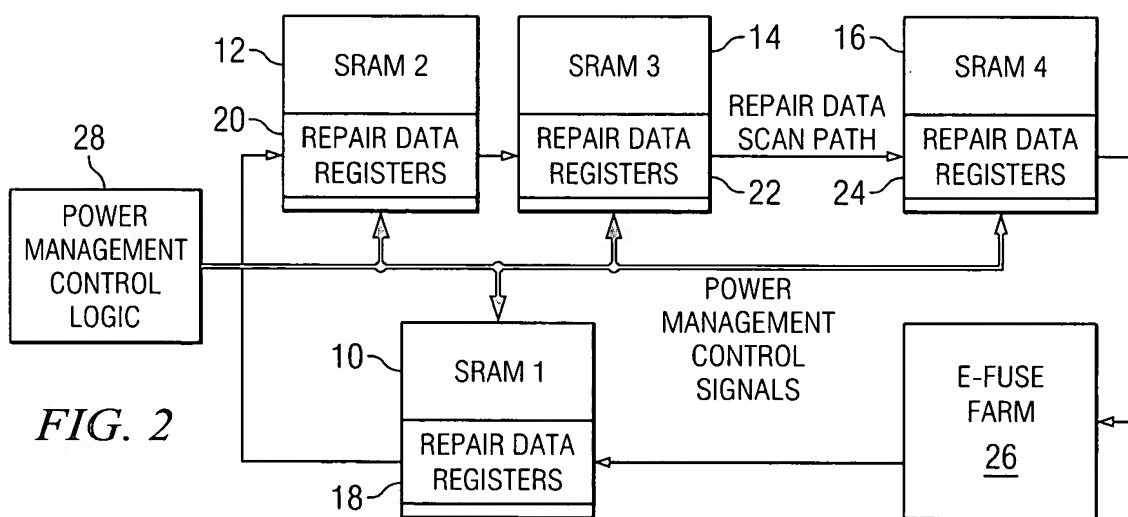 12
SRAM 2
SRAM 3
14
16
SRAM 4
20
REPAIR DATA
REGISTERS
REPAIR DATA
REGISTERS
22
REPAIR DATA
SCAN PATH
24
REPAIR DATA
REGISTERS
28
POWER
MANAGEMENT
CONTROL
LOGIC
POWER
MANAGEMENT
CONTROL
SIGNALS
10
SRAM 1
REPAIR DATA
REGISTERS
18
E-FUSE
FARM
26
FIG. 2